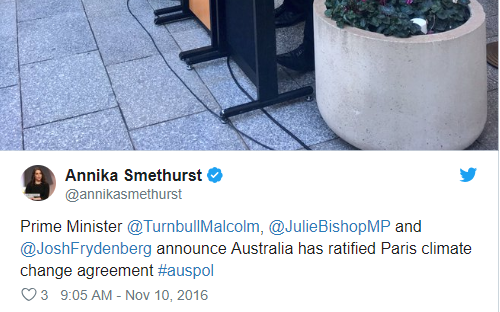 Annika Smethurst
@annikasmethurst
Prime Minister @TurnbullMalcolm, @JulieBishopMP and
@JoshFrydenberg announce Australia has ratified Paris climate
change agreement #auspol
3 9:05 AM - Nov 10, 2016